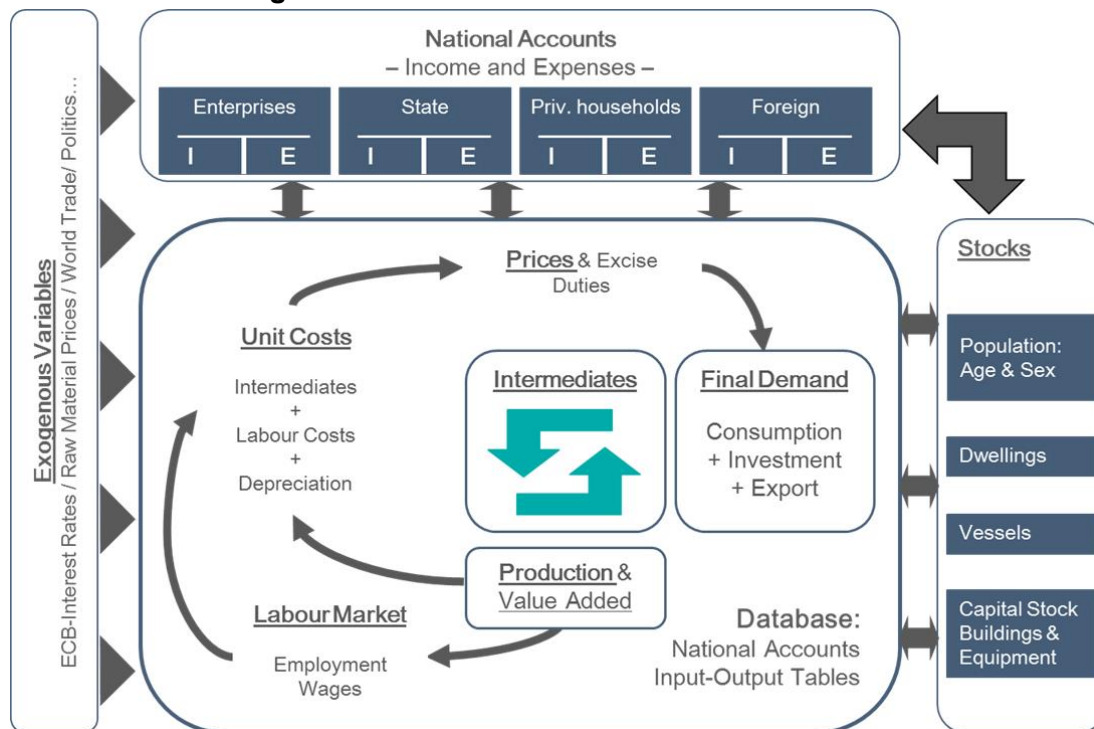 National Accounts
– Income and Expenses –
Enterprises
I E
State
I E
Priv. households
I E
Foreign
I E
Exogenous Variables
ECB-Interest Rates / Raw Material Prices / World Trade/ Politics...
Prices & Excise
Duties
Unit Costs
Intermediates
+
Labour Costs
+
Depreciation
Intermediates
Final Demand
Consumption
+ Investment
+ Export
Production &
Value Added
Labour Market
Employment
Wages
Database:
National Accounts
Input-Output Tables
Stocks
Population:
Age & Sex
Dwellings
Vessels
Capital Stock
Buildings &
Equipment